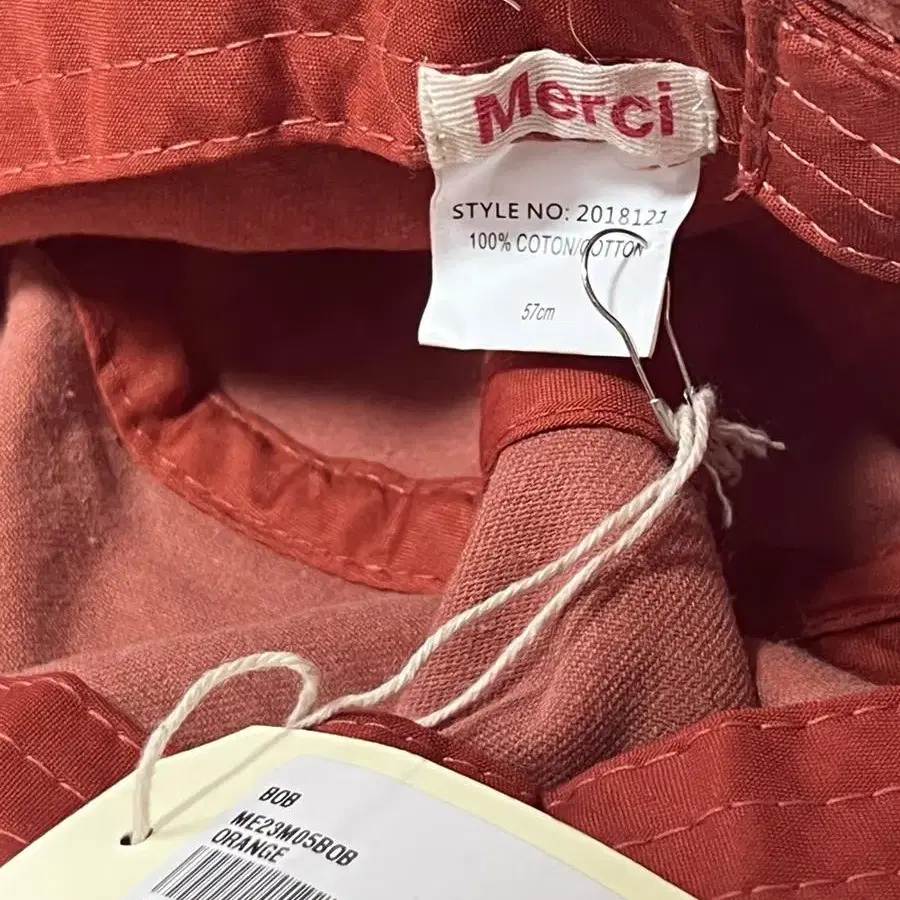 Merci
STYLE NO: 2018121
100% COTON/COTTON
57cm
BOB
ME23M05BOB
ORANGE